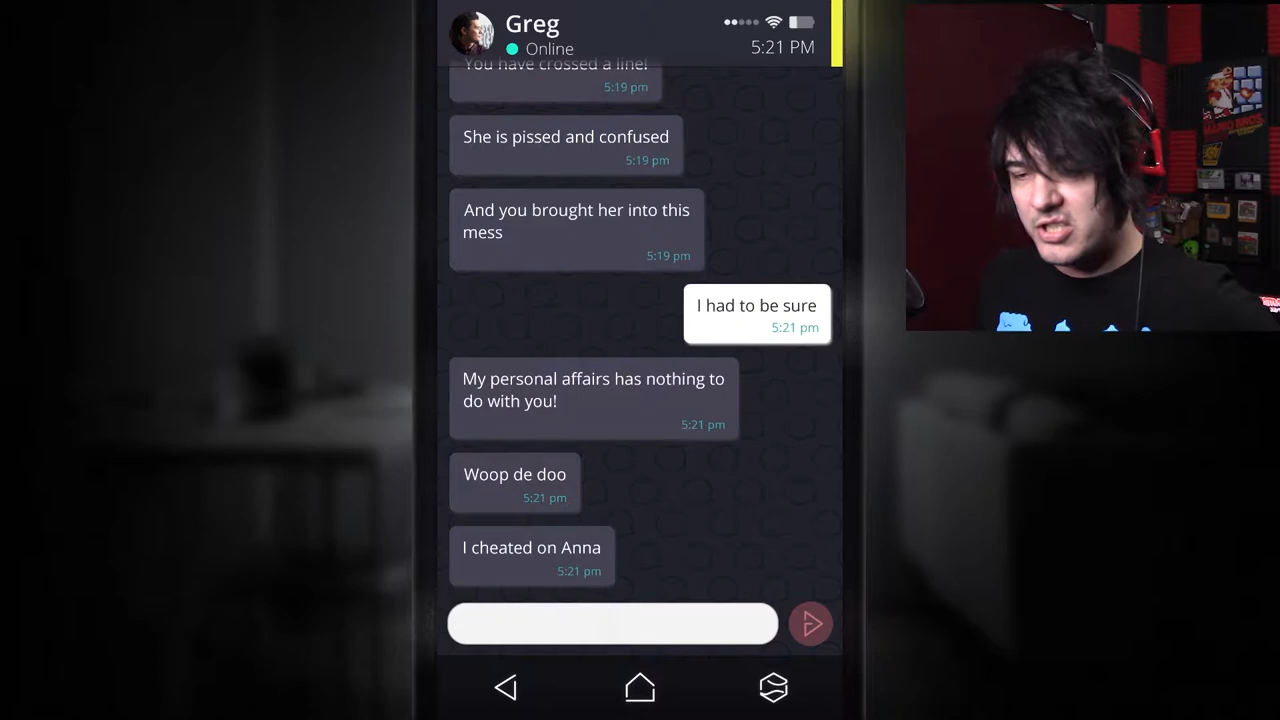 Greg
Online
5:21 PM
You have crossed a line!
5:19 pm
She is pissed and confused
5:19 pm
And you brought her into this
mess
5:19 pm
I had to be sure
5:21 pm
My personal affairs has nothing to
do with you!
5:21 pm
Woop de doo
5:21 pm
I cheated on Anna
5:21 pm
MARIO BROS.